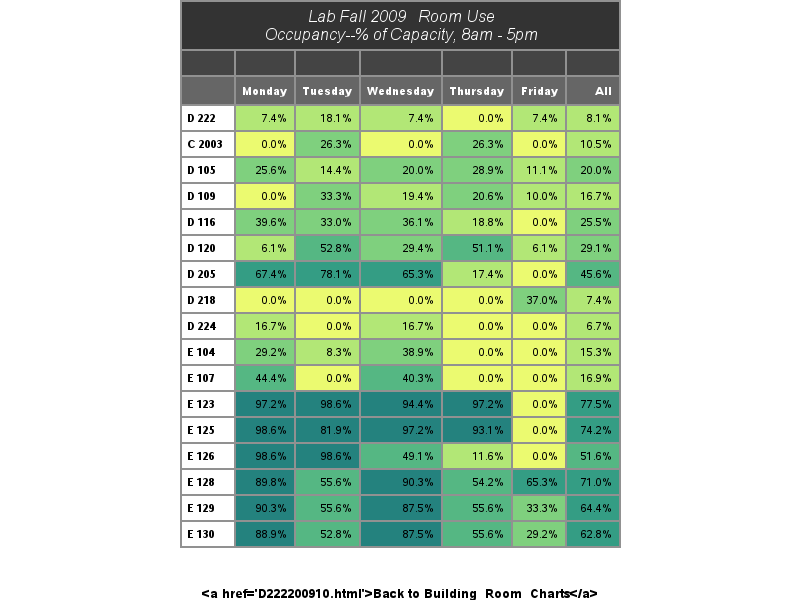 Lab Fall 2009 Room Use
Occupancy--% of Capacity, 8am - 5pm
Monday Tuesday Wednesday Thursday Friday All
D 222 7.4% 18.1% 7.4% 0.0% 7.4% 8.1%
C 2003 0.0% 26.3% 0.0% 26.3% 0.0% 10.5%
D 105 25.6% 14.4% 20.0% 28.9% 11.1% 20.0%
D 109 0.0% 33.3% 19.4% 20.6% 10.0% 16.7%
D 116 39.6% 33.0% 36.1% 18.8% 0.0% 25.5%
D 120 6.1% 52.8% 29.4% 51.1% 6.1% 29.1%
D 205 67.4% 78.1% 65.3% 17.4% 0.0% 45.6%
D 218 0.0% 0.0% 0.0% 0.0% 37.0% 7.4%
D 224 16.7% 0.0% 16.7% 0.0% 0.0% 6.7%
E 104 29.2% 8.3% 38.9% 0.0% 0.0% 15.3%
E 107 44.4% 0.0% 40.3% 0.0% 0.0% 16.9%
E 123 97.2% 98.6% 94.4% 97.2% 0.0% 77.5%
E 125 98.6% 81.9% 97.2% 93.1% 0.0% 74.2%
E 126 98.6% 98.6% 49.1% 11.6% 0.0% 51.6%
E 128 89.8% 55.6% 90.3% 54.2% 65.3% 71.0%
E 129 90.3% 55.6% 87.5% 55.6% 33.3% 64.4%
E 130 88.9% 52.8% 87.5% 55.6% 29.2% 62.8%
<a href='D222200910.html'>Back to Building_Room_Charts</a>